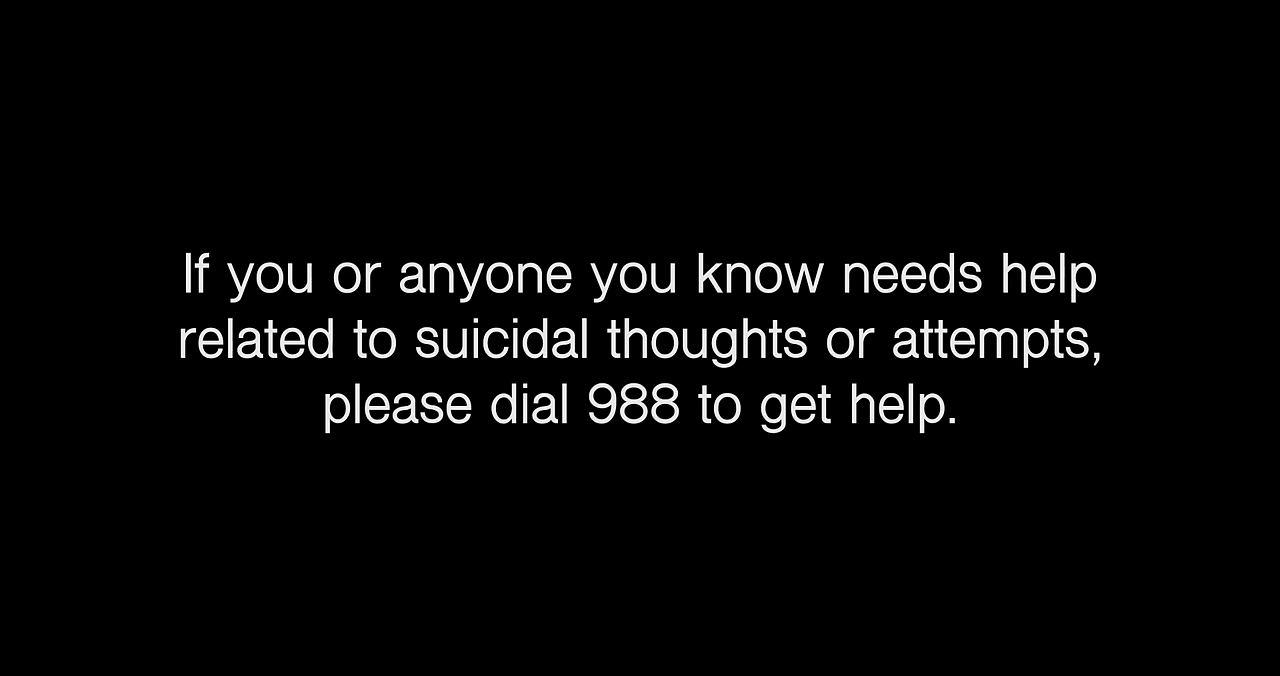 If you or anyone you know needs help
related to suicidal thoughts or attempts,
please dial 988 to get help.